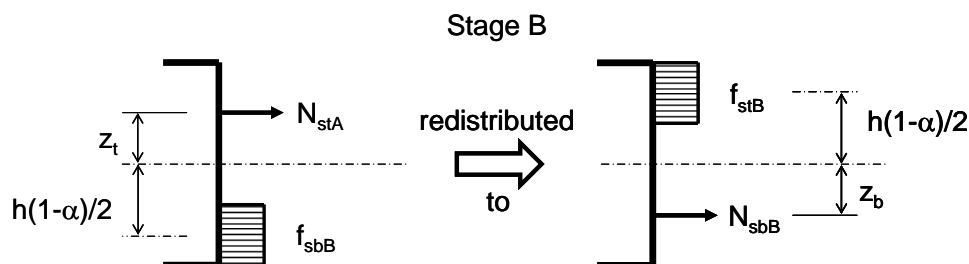 Stage B
N_stA
z_t
h(1-α)/2
f_sbB
redistributed
to
f_stB
h(1-α)/2
z_b
N_sbB